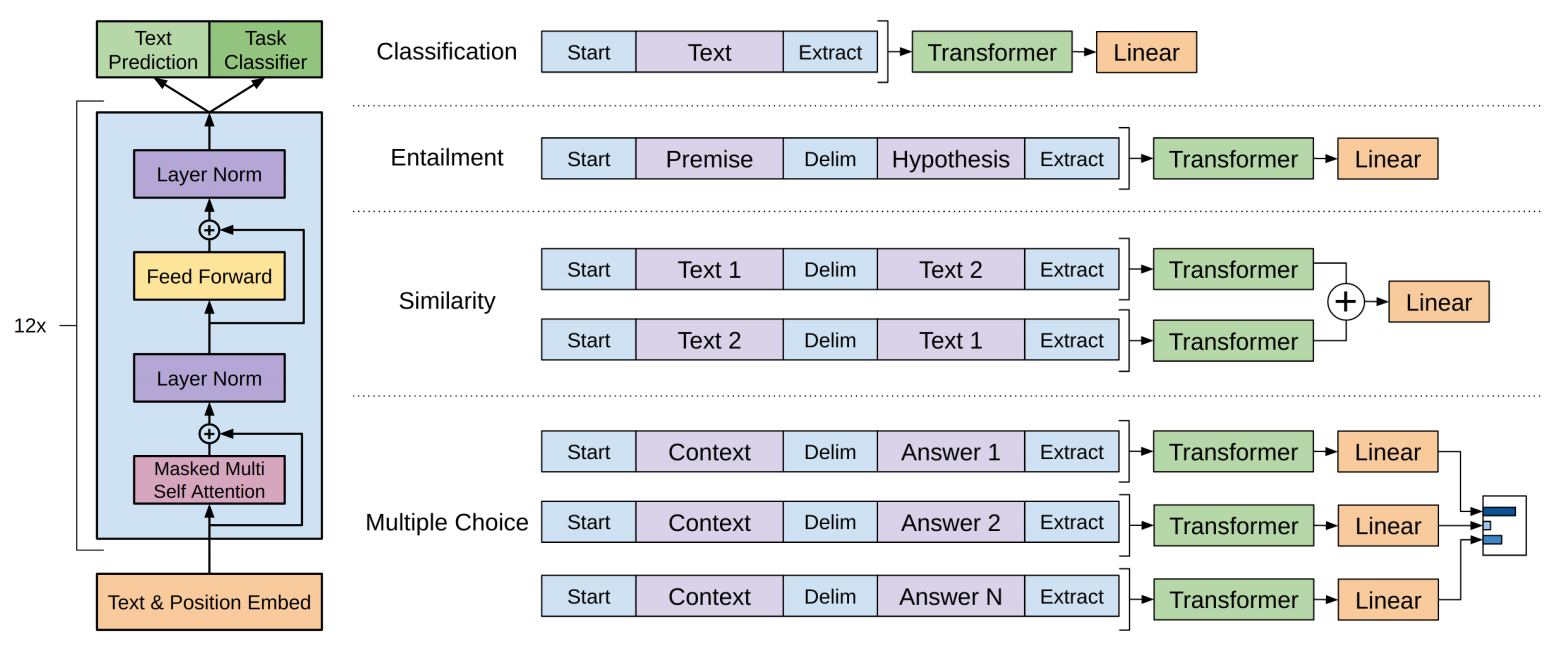 Text
Prediction
Task
Classifier
12x
Layer Norm
+
Feed Forward
Layer Norm
+
Masked Multi
Self Attention
Text & Position Embed
Classification
Start Text Extract Transformer Linear
Entailment
Start Premise Delim Hypothesis Extract Transformer Linear
Similarity
Start Text 1 Delim Text 2 Extract Transformer
+ Linear
Start Text 2 Delim Text 1 Extract Transformer
Multiple Choice
Start Context Delim Answer 1 Extract Transformer Linear
Start Context Delim Answer 2 Extract Transformer Linear
Start Context Delim Answer N Extract Transformer Linear